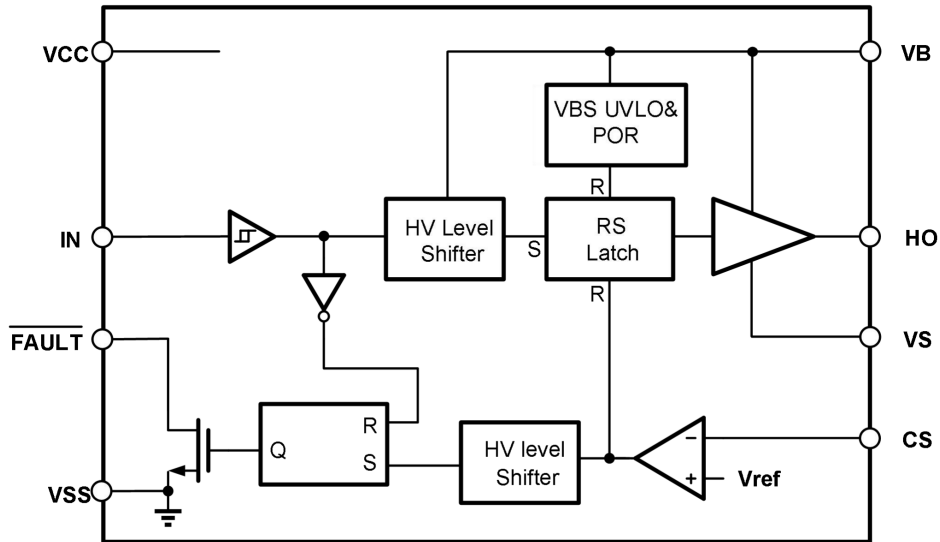 VCC
VB
VBS UVLO&
POR
R
IN
HV Level
Shifter
S
RS
Latch
R
HO
FAULT
VS
Q
R
S
HV level
Shifter
−
+
Vref
CS
VSS